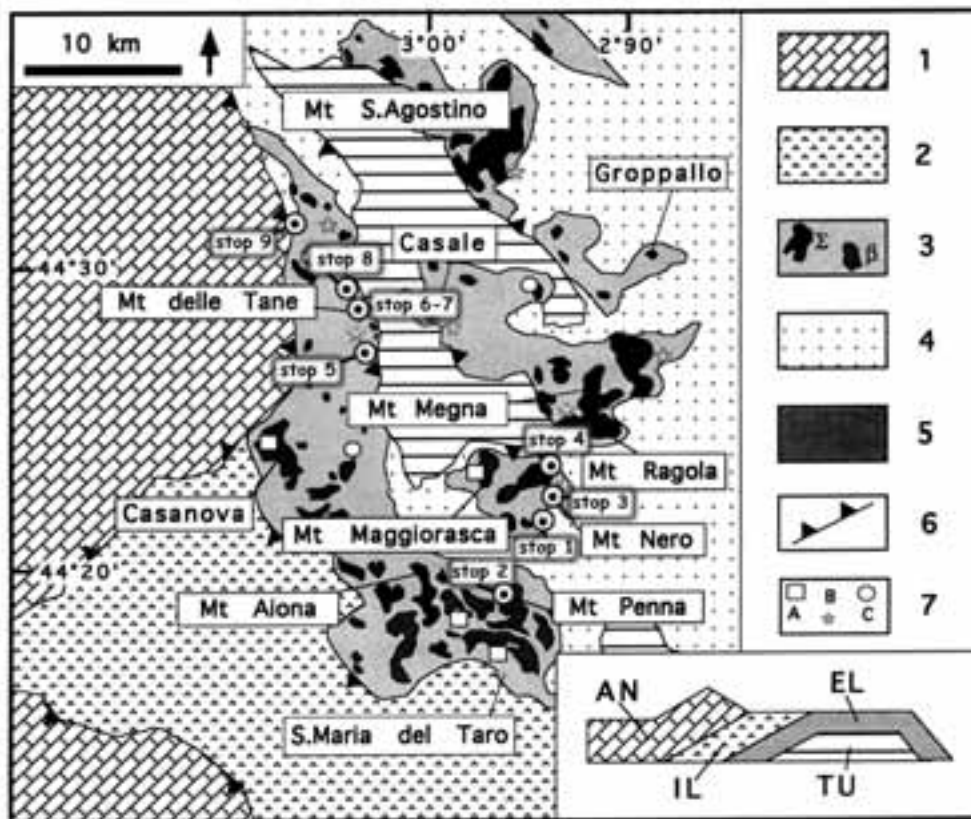 10 km
3°00'
2°90'
Mt S.Agostino
Groppallo
stop 9
Casale
stop 8
44°30'
Mt delle Tane
stop 6-7
stop 5
Mt Megna
stop 4
Mt Ragola
Casanova
stop 3
Mt Maggiorasca
stop 1
Mt Nero
44°20'
stop 2
Mt Aiona
Mt Penna
S.Maria del Taro
1
2
Σ
β
3
4
5
6
A B C
7
AN
EL
IL
TU